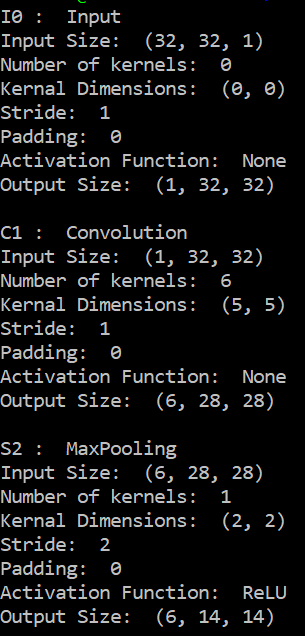 I0 :  Input
Input Size:  (32, 32, 1)
Number of kernels:  0
Kernal Dimensions:  (0, 0)
Stride:  1
Padding:  0
Activation Function:  None
Output Size:  (1, 32, 32)

C1 :  Convolution
Input Size:  (1, 32, 32)
Number of kernels:  6
Kernal Dimensions:  (5, 5)
Stride:  1
Padding:  0
Activation Function:  None
Output Size:  (6, 28, 28)

S2 :  MaxPooling
Input Size:  (6, 28, 28)
Number of kernels:  1
Kernal Dimensions:  (2, 2)
Stride:  2
Padding:  0
Activation Function:  ReLU
Output Size:  (6, 14, 14)